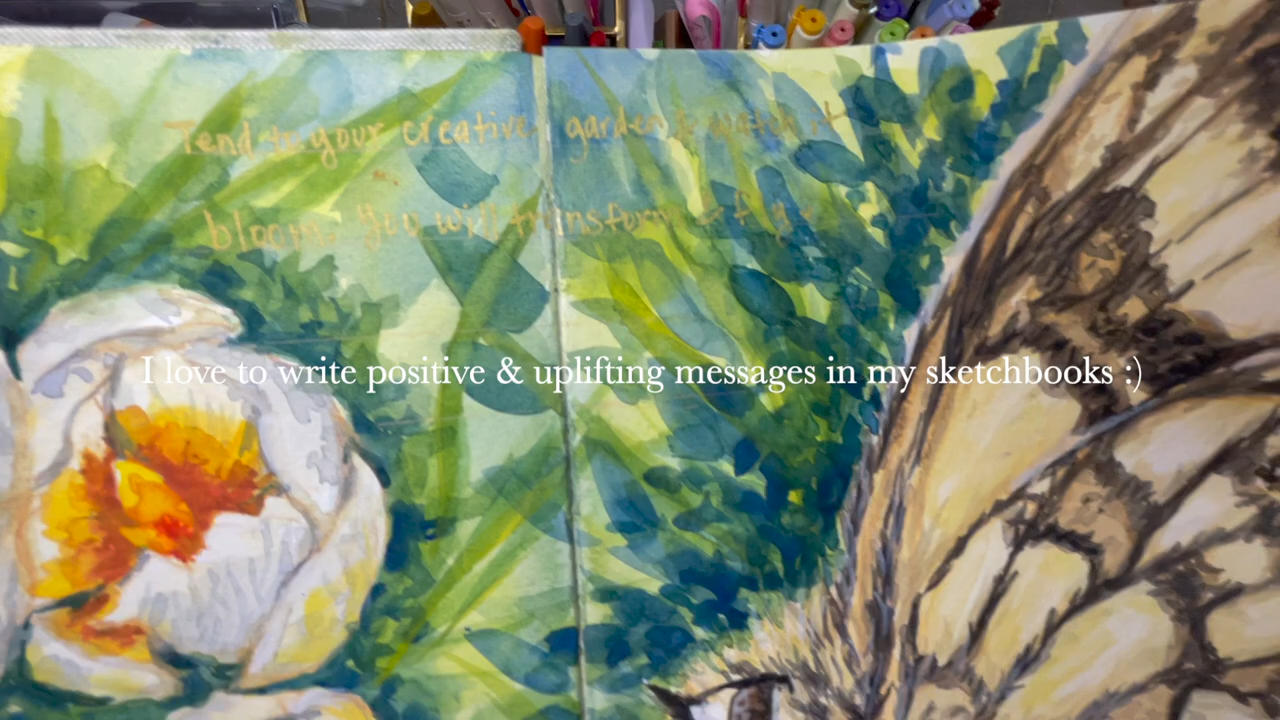 Tend to your creative garden & watch it
bloom. You will transform & fly.
I love to write positive & uplifting messages in my sketchbooks :)